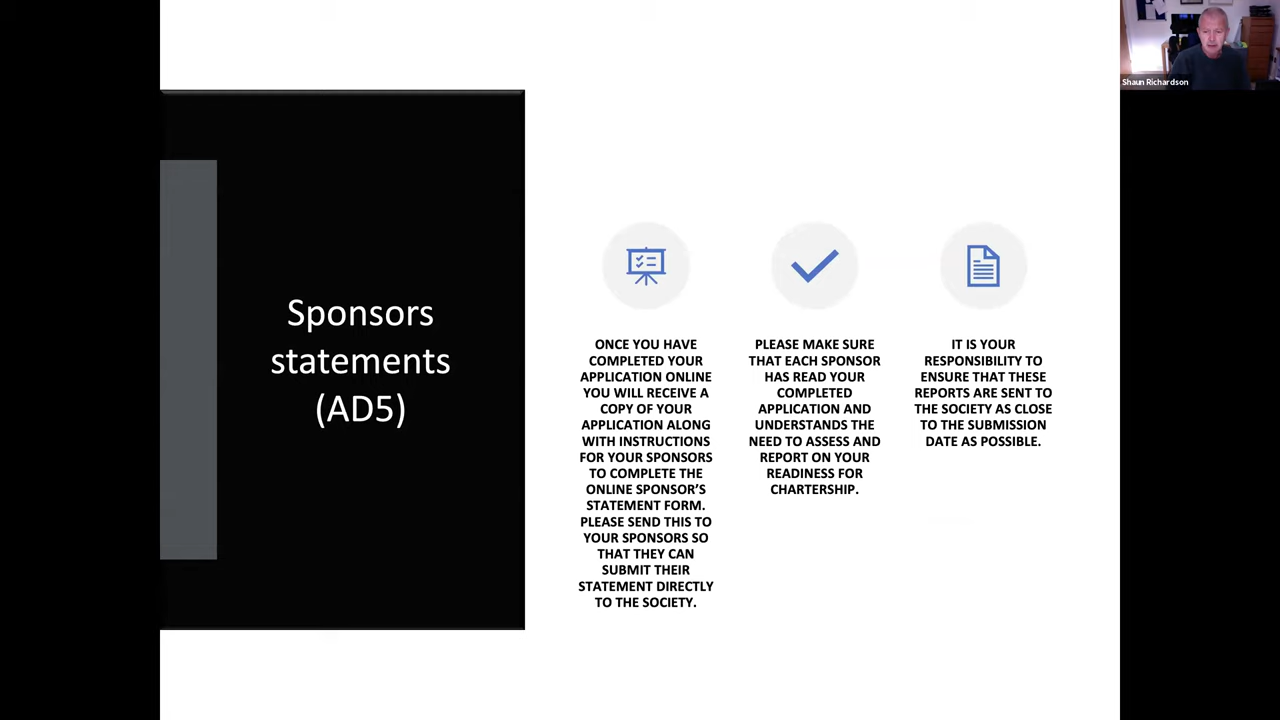 Sponsors
statements
(AD5)
ONCE YOU HAVE
COMPLETED YOUR
APPLICATION ONLINE
YOU WILL RECEIVE A
COPY OF YOUR
APPLICATION ALONG
WITH INSTRUCTIONS
FOR YOUR SPONSORS
TO COMPLETE THE
ONLINE SPONSOR'S
STATEMENT FORM.
PLEASE SEND THIS TO
YOUR SPONSORS SO
THAT THEY CAN
SUBMIT THEIR
STATEMENT DIRECTLY
TO THE SOCIETY.
PLEASE MAKE SURE
THAT EACH SPONSOR
HAS READ YOUR
COMPLETED
APPLICATION AND
UNDERSTANDS THE
NEED TO ASSESS AND
REPORT ON YOUR
READINESS FOR
CHARTERSHIP.
IT IS YOUR
RESPONSIBILITY TO
ENSURE THAT THESE
REPORTS ARE SENT TO
THE SOCIETY AS CLOSE
TO THE SUBMISSION
DATE AS POSSIBLE.
Shaun Richardson